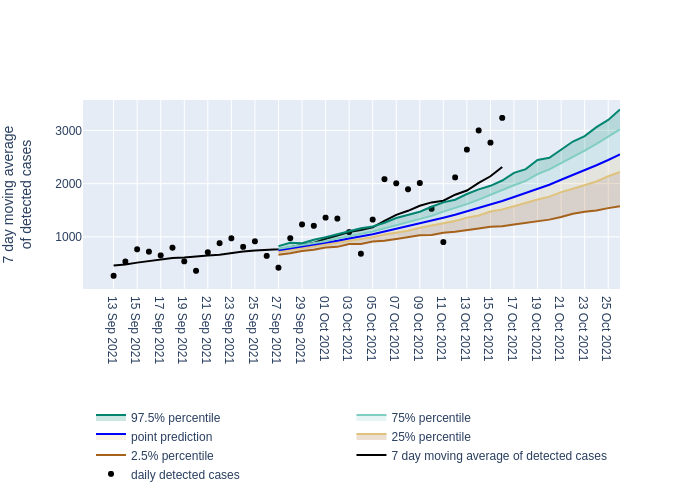 7 day moving average
of detected cases
3000
2000
1000
13 Sep 2021
15 Sep 2021
17 Sep 2021
19 Sep 2021
21 Sep 2021
23 Sep 2021
25 Sep 2021
27 Sep 2021
29 Sep 2021
01 Oct 2021
03 Oct 2021
05 Oct 2021
07 Oct 2021
09 Oct 2021
11 Oct 2021
13 Oct 2021
15 Oct 2021
17 Oct 2021
19 Oct 2021
21 Oct 2021
23 Oct 2021
25 Oct 2021
97.5% percentile
75% percentile
point prediction
25% percentile
2.5% percentile
7 day moving average of detected cases
daily detected cases